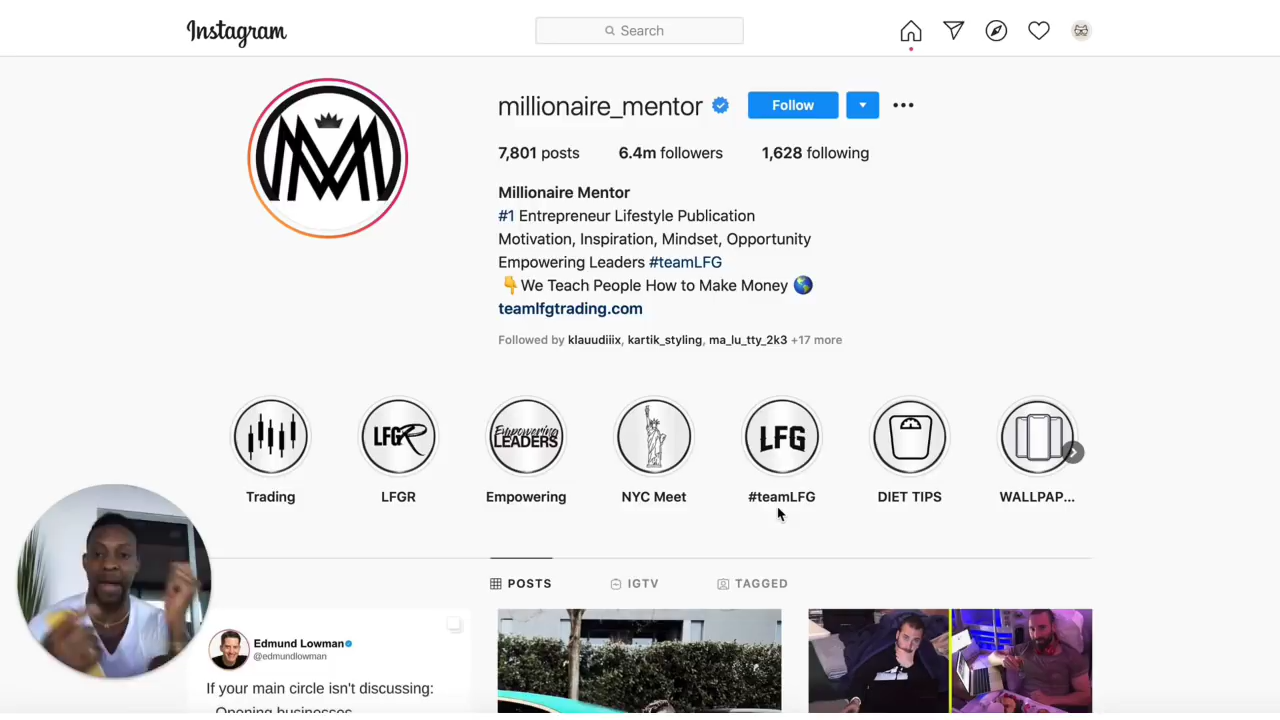 Instagram
Search
millionaire_mentor
Follow
7,801 posts 6.4m followers 1,628 following
Millionaire Mentor
#1 Entrepreneur Lifestyle Publication
Motivation, Inspiration, Mindset, Opportunity
Empowering Leaders #teamLFG
👇We Teach People How to Make Money 🌎
teamlfgtrading.com
Followed by klauudiiix, kartik_styling, ma_lu_tty_2k3 +17 more
LFGR
Empowering
LEADERS
LFG
Trading LFGR Empowering NYC Meet #teamLFG DIET TIPS WALLPAP...
POSTS IGTV TAGGED
Edmund Lowman
@edmundlowman
If your main circle isn't discussing:
Opening businesses